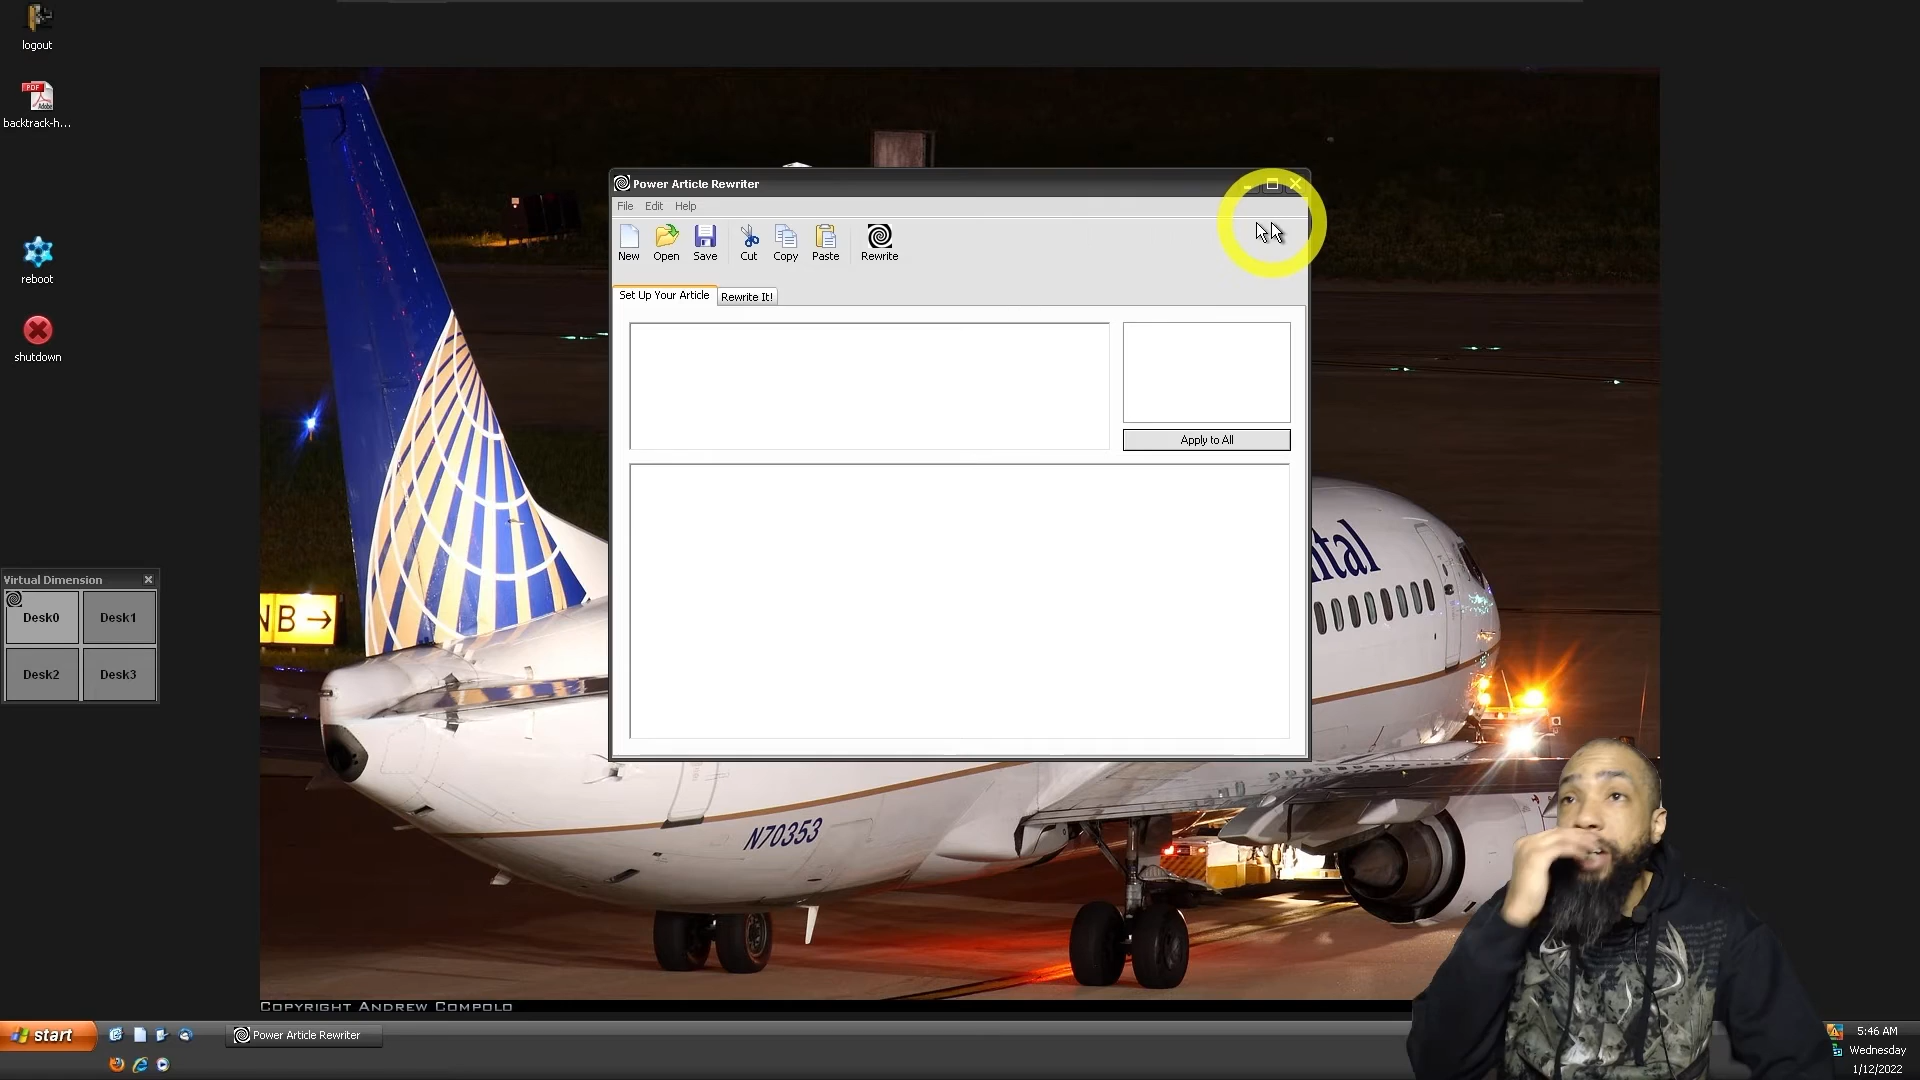 logout
backtrack-h...
reboot
shutdown
Power Article Rewriter
File Edit Help
New Open Save Cut Copy Paste Rewrite
Set Up Your Article Rewrite It!
Apply to All
Virtual Dimension
Desk0 Desk1
Desk2 Desk3
NB →
ntal
N70353
COPYRIGHT ANDREW COMPOLO
start
Power Article Rewriter
5:46 AM
Wednesday
1/12/2022